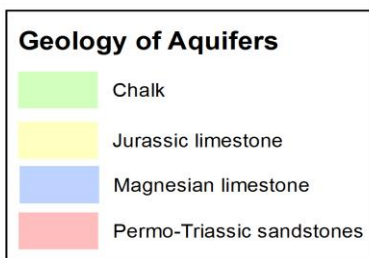 Geology of Aquifers
Chalk
Jurassic limestone
Magnesian limestone
Permo-Triassic sandstones